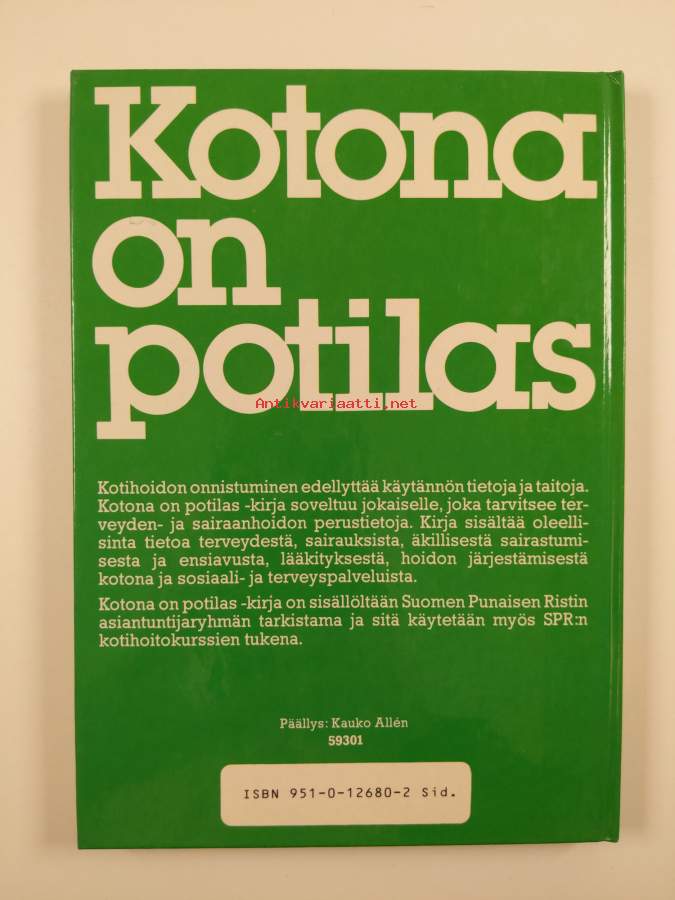 Kotona
on
potilas
Antikvariaatti.net
Kotihoidon onnistuminen edellyttää käytännön tietoja ja taitoja.
Kotona on potilas -kirja soveltuu jokaiselle, joka tarvitsee ter-
veyden- ja sairaanhoidon perustietoja. Kirja sisältää oleelli-
sinta tietoa terveydestä, sairauksista, äkillisestä sairastumi-
sesta ja ensiavusta, lääkityksestä, hoidon järjestämisestä
kotona ja sosiaali- ja terveyspalveluista.
Kotona on potilas -kirja on sisällöltään Suomen Punaisen Ristin
asiantuntijaryhmän tarkistama ja sitä käytetään myös SPR:n
kotihoitokurssien tukena.
Päällys: Kauko Allén
59301
ISBN 951-0-12680-2 Sid.